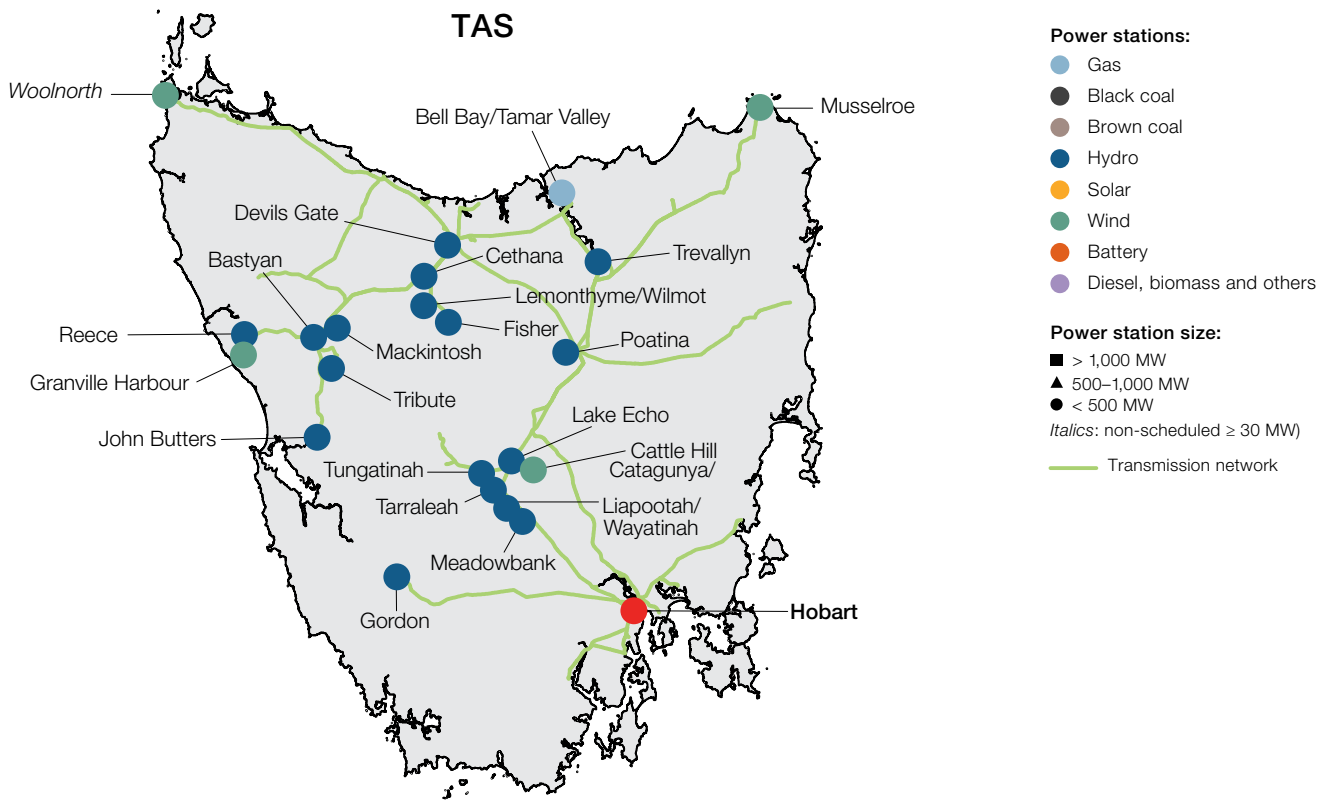 TAS
Woolnorth
Musselroe
Bell Bay/Tamar Valley
Devils Gate
Cethana
Trevallyn
Bastyan
Lemonthyme/Wilmot
Fisher
Reece
Poatina
Mackintosh
Granville Harbour
Tribute
Lake Echo
John Butters
Cattle Hill
Tungatinah
Catagunya/
Liapootah/
Wayatinah
Tarraleah
Meadowbank
Gordon
Hobart
Power stations:
Gas
Black coal
Brown coal
Hydro
Solar
Wind
Battery
Diesel, biomass and others
Power station size:
> 1,000 MW
500–1,000 MW
< 500 MW
Italics: non-scheduled ≥ 30 MW)
Transmission network